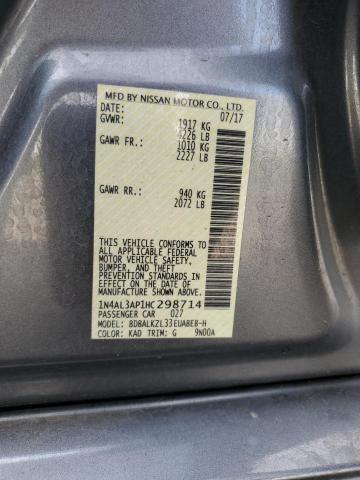 MFD BY NISSAN MOTOR CO., LTD.
DATE: 07/17
GVWR: 1917 KG
4226 LB
GAWR FR.: 1010 KG
2227 LB
GAWR RR.: 940 KG
2072 LB
THIS VEHICLE CONFORMS TO
ALL APPLICABLE FEDERAL
MOTOR VEHICLE SAFETY,
BUMPER, AND THEFT
PREVENTION STANDARDS
IN EFFECT ON THE DATE OF
MANUFACTURE SHOWN ABOVE.
1N4AL3AP1HC298714
PASSENGER CAR 027
MODEL: BDBALKZL33EUABEB-H
COLOR: KAD TRIM: G 9N00A